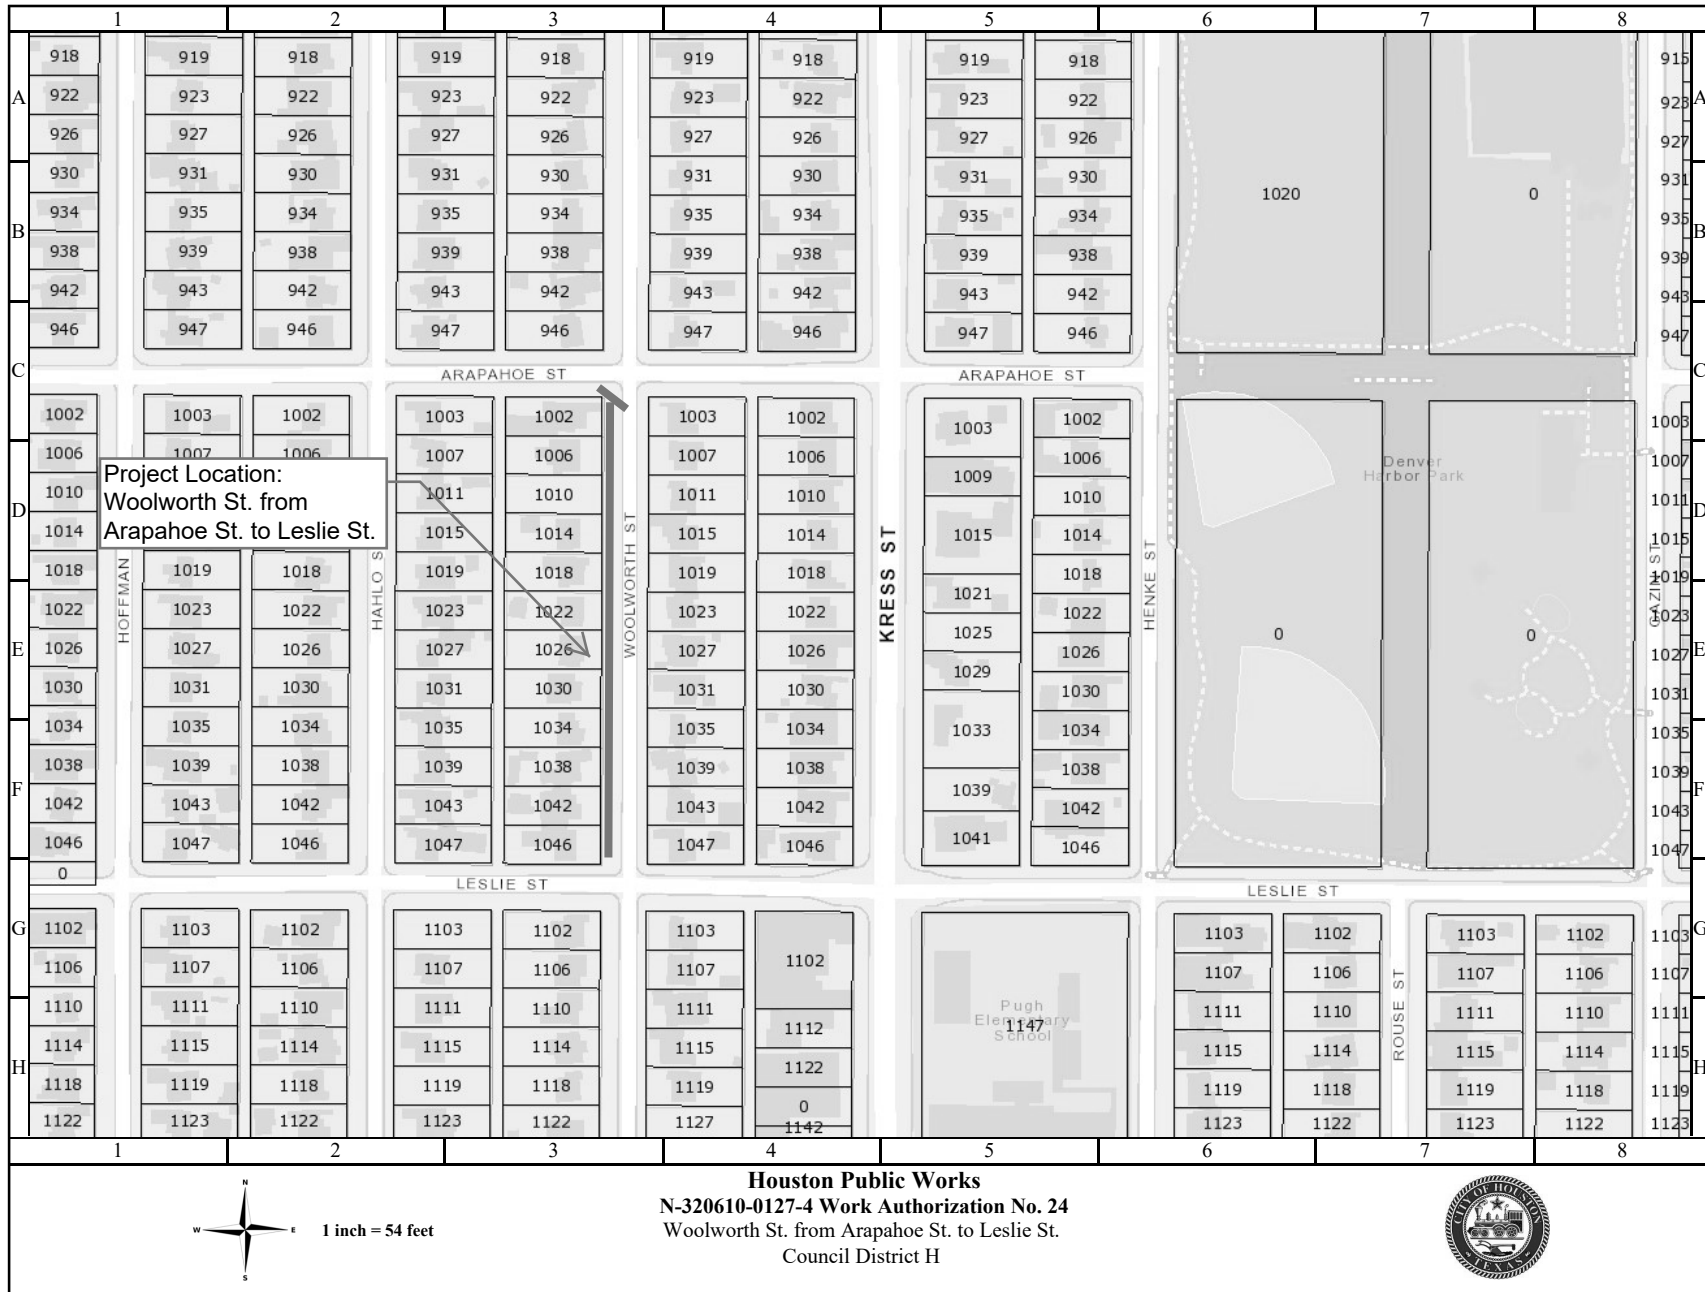 1 2 3 4 5 6 7 8
918 919 918 919 918 919 918 919 918 915
A 922 923 922 923 922 923 922 923 922 923 A
926 927 926 927 926 927 926 927 926 927
930 931 930 931 930 931 930 931 930 1020 0 931
B 934 935 934 935 934 935 934 935 934 935 B
938 939 938 939 938 939 938 939 938 939
942 943 942 943 942 943 942 943 942 943
946 947 946 947 946 947 946 947 946 947
C ARAPAHOE ST ARAPAHOE ST C
1002 1003 1002 1003 1002 1003 1002 1003 1002 1003
1006 1007 1006 1007 1006 1007 1006 1009 1006 1007
Denver
Harbor Park
Project Location:
Woolworth St. from
Arapahoe St. to Leslie St.
D 1010 1011 1010 1011 1010 1010 1011 D
1014 1015 1014 1015 1014 1015 1014 1015
1018 1019 1018 1019 1018 1019 1018 1021 1018 1019
HOFFMAN
HAHLO S
WOOLWORTH ST
KRESS ST
HENKE ST
GAZIN ST
1022 1023 1022 1023 1022 1023 1022 1025 1022 1023
E 1026 1027 1026 1027 1026 1027 1026 1029 1026 0 0 1027 E
1030 1031 1030 1031 1030 1031 1030 1030 1031
1034 1035 1034 1035 1034 1035 1034 1033 1034 1035
1038 1039 1038 1039 1038 1039 1038 1039 1038 1039
F 1042 1043 1042 1043 1042 1043 1042 1042 1043 F
1046 1047 1046 1047 1046 1047 1046 1041 1046 1047
0
LESLIE ST LESLIE ST
G 1102 1103 1102 1103 1102 1103 1102 1103 1102 1103 1102 1103 G
1106 1107 1106 1107 1106 1107 1107 1106 1107 1106 1107
1110 1111 1110 1111 1110 1111 1112 1111 1110 1111 1110 1111
Pugh
Elementary
School
1147
ROUSE ST
H 1114 1115 1114 1115 1114 1115 1122 1115 1114 1115 1114 1115 H
1118 1119 1118 1119 1118 1119 0 1119 1118 1119 1118 1119
1122 1123 1122 1123 1122 1127 1142 1123 1122 1123 1122 1123
1 2 3 4 5 6 7 8
N
W E
S
1 inch = 54 feet
Houston Public Works
N-320610-0127-4 Work Authorization No. 24
Woolworth St. from Arapahoe St. to Leslie St.
Council District H
CITY OF HOUSTON
TEXAS